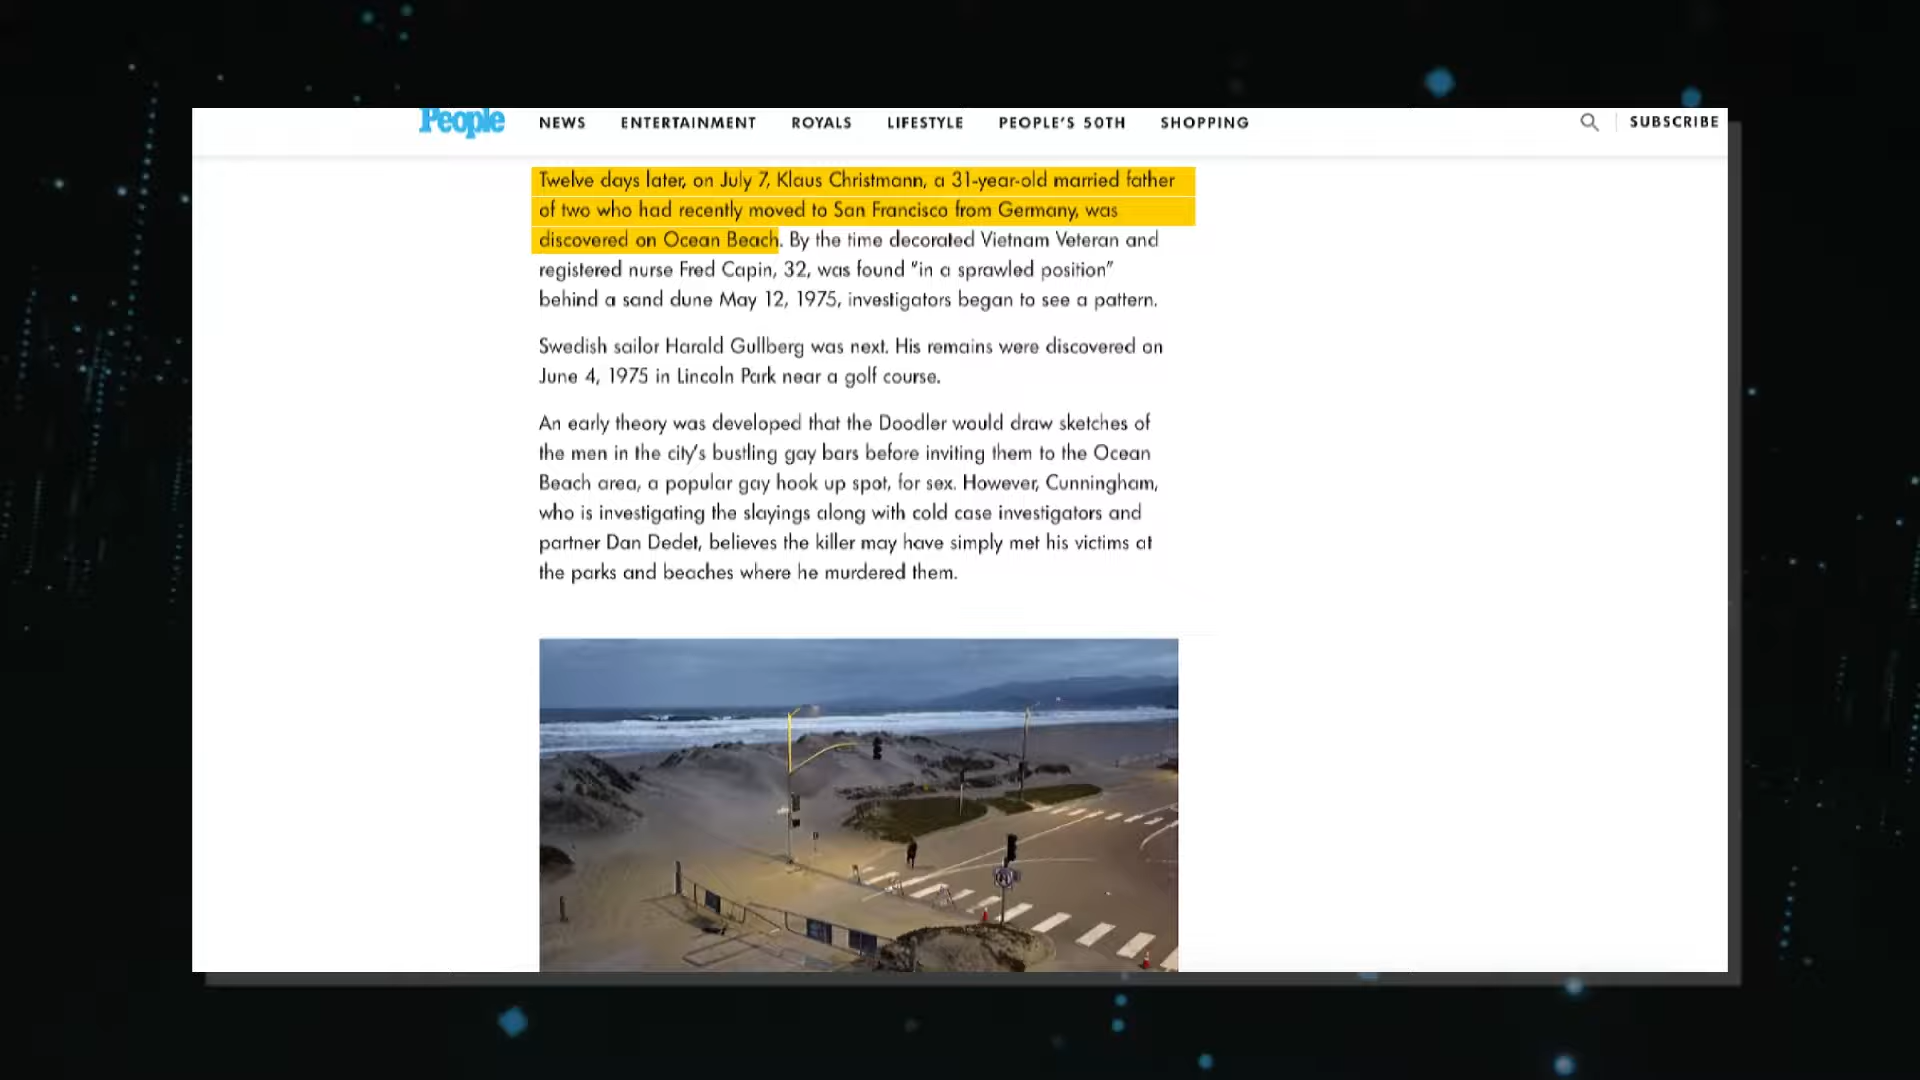 People NEWS ENTERTAINMENT ROYALS LIFESTYLE PEOPLE'S 50TH SHOPPING SUBSCRIBE
Twelve days later, on July 7, Klaus Christmann, a 31-year-old married father
of two who had recently moved to San Francisco from Germany, was
discovered on Ocean Beach. By the time decorated Vietnam Veteran and
registered nurse Fred Capin, 32, was found “in a sprawled position”
behind a sand dune May 12, 1975, investigators began to see a pattern.
Swedish sailor Harald Gullberg was next. His remains were discovered on
June 4, 1975 in Lincoln Park near a golf course.
An early theory was developed that the Doodler would draw sketches of
the men in the city’s bustling gay bars before inviting them to the Ocean
Beach area, a popular gay hook up spot, for sex. However, Cunningham,
who is investigating the slayings along with cold case investigators and
partner Dan Dedet, believes the killer may have simply met his victims at
the parks and beaches where he murdered them.